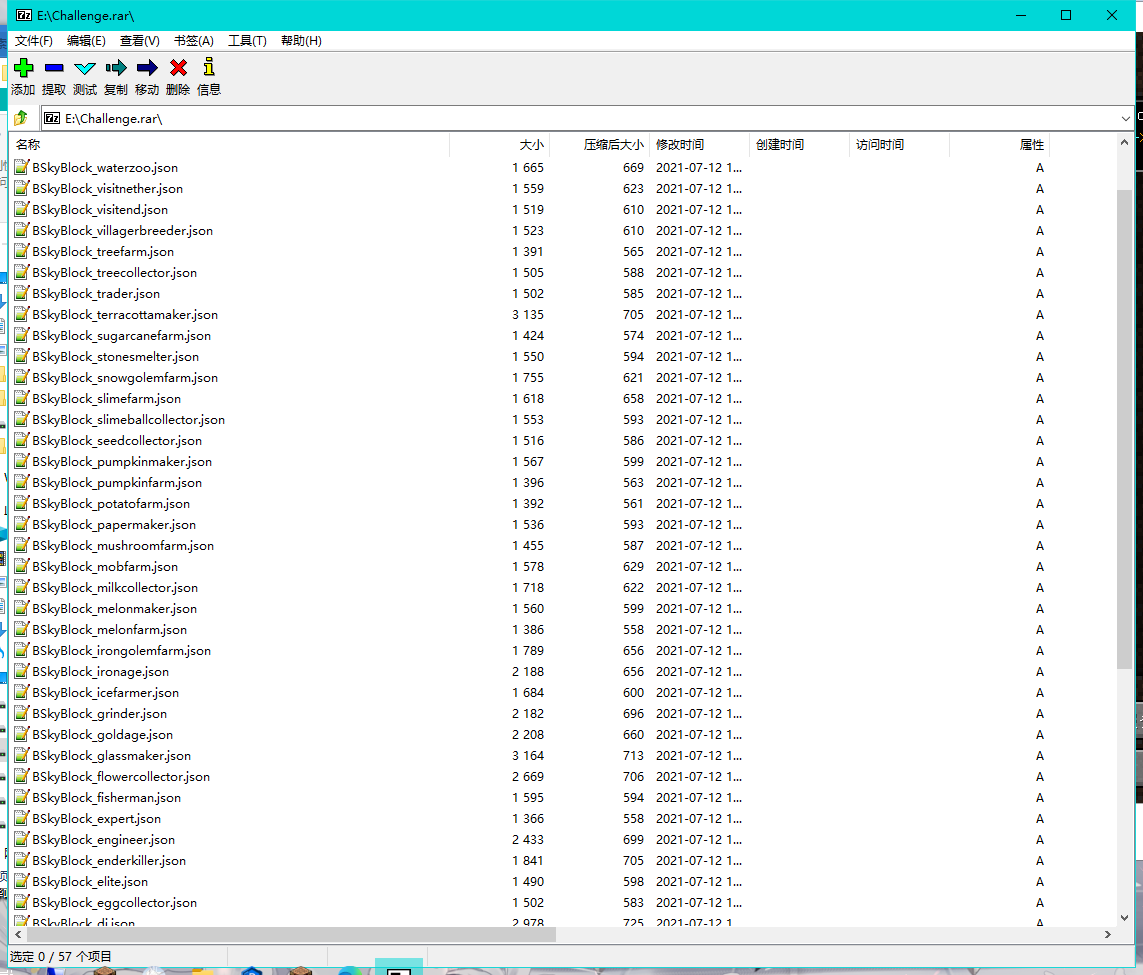 E:\Challenge.rar\
文件(F) 编辑(E) 查看(V) 书签(A) 工具(T) 帮助(H)
添加 提取 测试 复制 移动 删除 信息
E:\Challenge.rar\
名称 大小 压缩后大小 修改时间 创建时间 访问时间 属性
BSkyBlock_waterzoo.json 1 665 669 2021-07-12 1... A
BSkyBlock_visitnether.json 1 559 623 2021-07-12 1... A
BSkyBlock_visitend.json 1 519 610 2021-07-12 1... A
BSkyBlock_villagerbreeder.json 1 523 610 2021-07-12 1... A
BSkyBlock_treefarm.json 1 391 565 2021-07-12 1... A
BSkyBlock_treecollector.json 1 505 588 2021-07-12 1... A
BSkyBlock_trader.json 1 502 585 2021-07-12 1... A
BSkyBlock_terracottamaker.json 3 135 705 2021-07-12 1... A
BSkyBlock_sugarcanefarm.json 1 424 574 2021-07-12 1... A
BSkyBlock_stonesmelter.json 1 550 594 2021-07-12 1... A
BSkyBlock_snowgolemfarm.json 1 755 621 2021-07-12 1... A
BSkyBlock_slimefarm.json 1 618 658 2021-07-12 1... A
BSkyBlock_slimeballcollector.json 1 553 593 2021-07-12 1... A
BSkyBlock_seedcollector.json 1 516 586 2021-07-12 1... A
BSkyBlock_pumpkinmaker.json 1 567 599 2021-07-12 1... A
BSkyBlock_pumpkinfarm.json 1 396 563 2021-07-12 1... A
BSkyBlock_potatofarm.json 1 392 561 2021-07-12 1... A
BSkyBlock_papermaker.json 1 536 593 2021-07-12 1... A
BSkyBlock_mushroomfarm.json 1 455 587 2021-07-12 1... A
BSkyBlock_mobfarm.json 1 578 629 2021-07-12 1... A
BSkyBlock_milkcollector.json 1 718 622 2021-07-12 1... A
BSkyBlock_melonmaker.json 1 560 599 2021-07-12 1... A
BSkyBlock_melonfarm.json 1 386 558 2021-07-12 1... A
BSkyBlock_irongolemfarm.json 1 789 656 2021-07-12 1... A
BSkyBlock_ironage.json 2 188 656 2021-07-12 1... A
BSkyBlock_icefarmer.json 1 684 600 2021-07-12 1... A
BSkyBlock_grinder.json 2 182 696 2021-07-12 1... A
BSkyBlock_goldage.json 2 208 660 2021-07-12 1... A
BSkyBlock_glassmaker.json 3 164 713 2021-07-12 1... A
BSkyBlock_flowercollector.json 2 669 706 2021-07-12 1... A
BSkyBlock_fisherman.json 1 595 594 2021-07-12 1... A
BSkyBlock_expert.json 1 366 558 2021-07-12 1... A
BSkyBlock_engineer.json 2 433 699 2021-07-12 1... A
BSkyBlock_enderkiller.json 1 841 705 2021-07-12 1... A
BSkyBlock_elite.json 1 490 598 2021-07-12 1... A
BSkyBlock_eggcollector.json 1 502 583 2021-07-12 1... A
BSkyBlock_dj.json 2 978 725 2021-07-12 1... A
选定 0 / 57 个项目